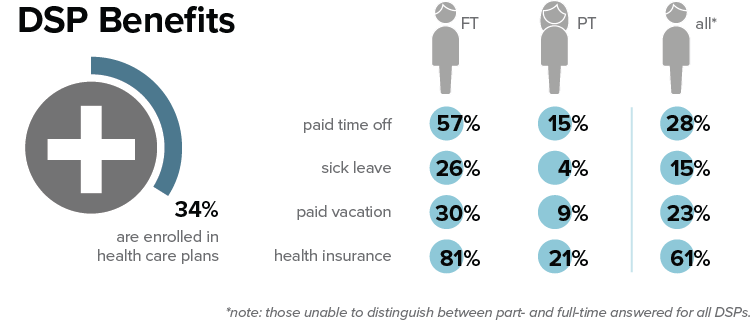 DSP Benefits
FT PT all*
34%
are enrolled in
health care plans
paid time off 57% 15% 28%
sick leave 26% 4% 15%
paid vacation 30% 9% 23%
health insurance 81% 21% 61%
*note: those unable to distinguish between part- and full-time answered for all DSPs.